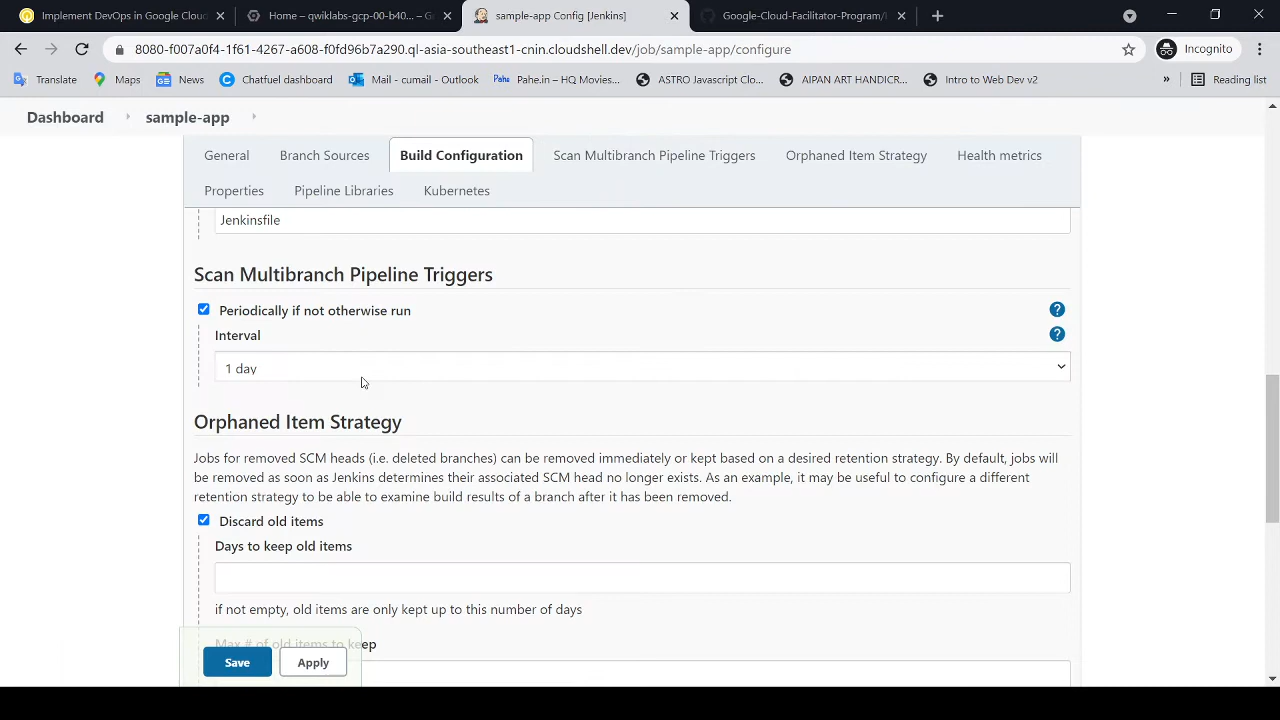 Implement DevOps in Google Cloud
Home – qwiklabs-gcp-00-b40... – G
sample-app Config [Jenkins]
Google-Cloud-Facilitator-Program/
8080-f007a0f4-1f61-4267-a608-f0fd96b7a290.ql-asia-southeast1-cnin.cloudshell.dev/job/sample-app/configure
Incognito
Translate
Maps
News
Chatfuel dashboard
Mail - cumail - Outlook
Pahe.in – HQ Movies...
ASTRO Javascript Clo...
AIPAN ART HANDICR...
Intro to Web Dev v2
»
Reading list
Dashboard
sample-app
General
Branch Sources
Build Configuration
Scan Multibranch Pipeline Triggers
Orphaned Item Strategy
Health metrics
Properties
Pipeline Libraries
Kubernetes
Jenkinsfile
Scan Multibranch Pipeline Triggers
Periodically if not otherwise run
Interval
1 day
Orphaned Item Strategy
Jobs for removed SCM heads (i.e. deleted branches) can be removed immediately or kept based on a desired retention strategy. By default, jobs will
be removed as soon as Jenkins determines their associated SCM head no longer exists. As an example, it may be useful to configure a different
retention strategy to be able to examine build results of a branch after it has been removed.
Discard old items
Days to keep old items
if not empty, old items are only kept up to this number of days
Max # of old items to keep
Save
Apply